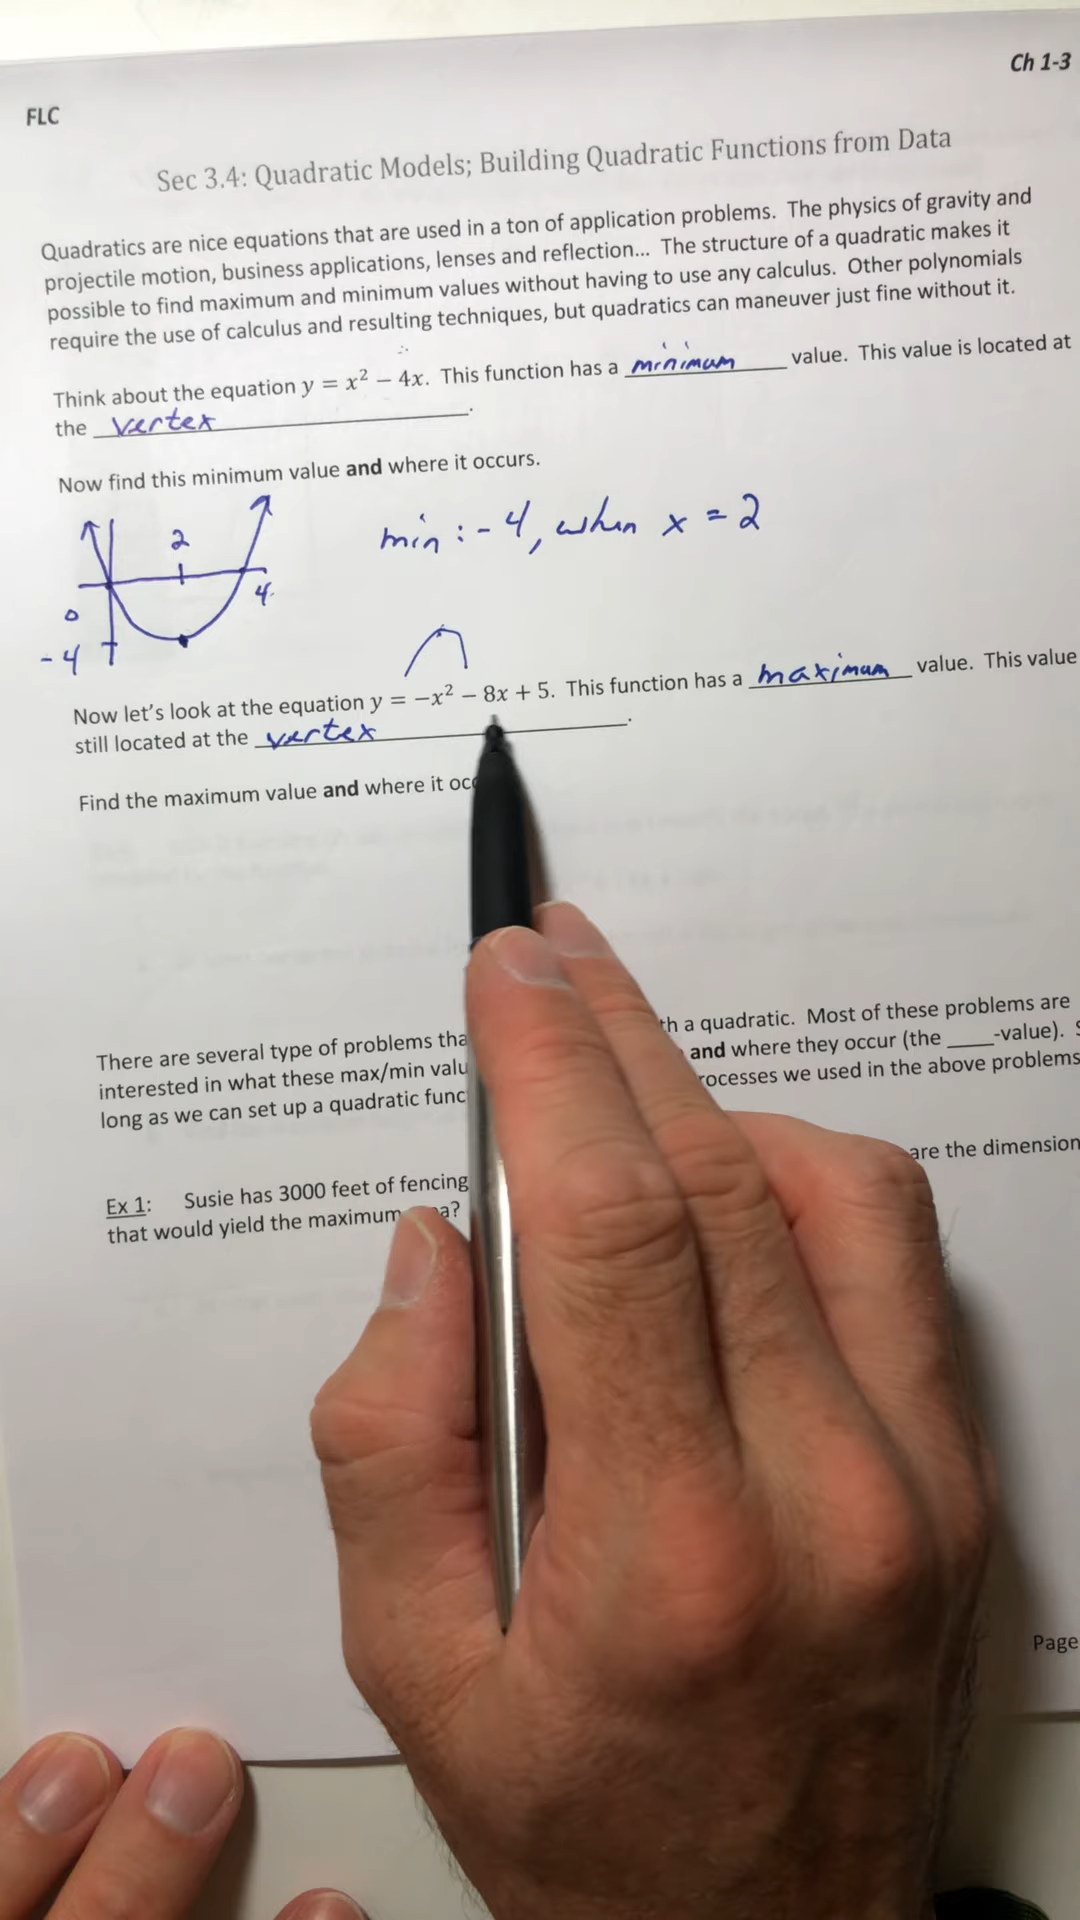 Ch 1-3
FLC
Sec 3.4: Quadratic Models; Building Quadratic Functions from Data
Quadratics are nice equations that are used in a ton of application problems. The physics of gravity and
projectile motion, business applications, lenses and reflection... The structure of a quadratic makes it
possible to find maximum and minimum values without having to use any calculus. Other polynomials
require the use of calculus and resulting techniques, but quadratics can maneuver just fine without it.
Think about the equation y = x² − 4x. This function has a minimum value. This value is located at
the vertex.
Now find this minimum value and where it occurs.
min: -4, when x = 2
2
0
4
-4
Now let's look at the equation y = −x² − 8x + 5. This function has a maximum value. This value
still located at the vertex.
Find the maximum value and where it
There are several type of problems th a quadratic. Most of these problems are
interested in what these max/min and where they occur (the ____-value).
long as we can set up a quadratic we used in the above problems
Ex 1: Susie has 3000 feet of fencing are the dimension
that would yield the maximum
Page